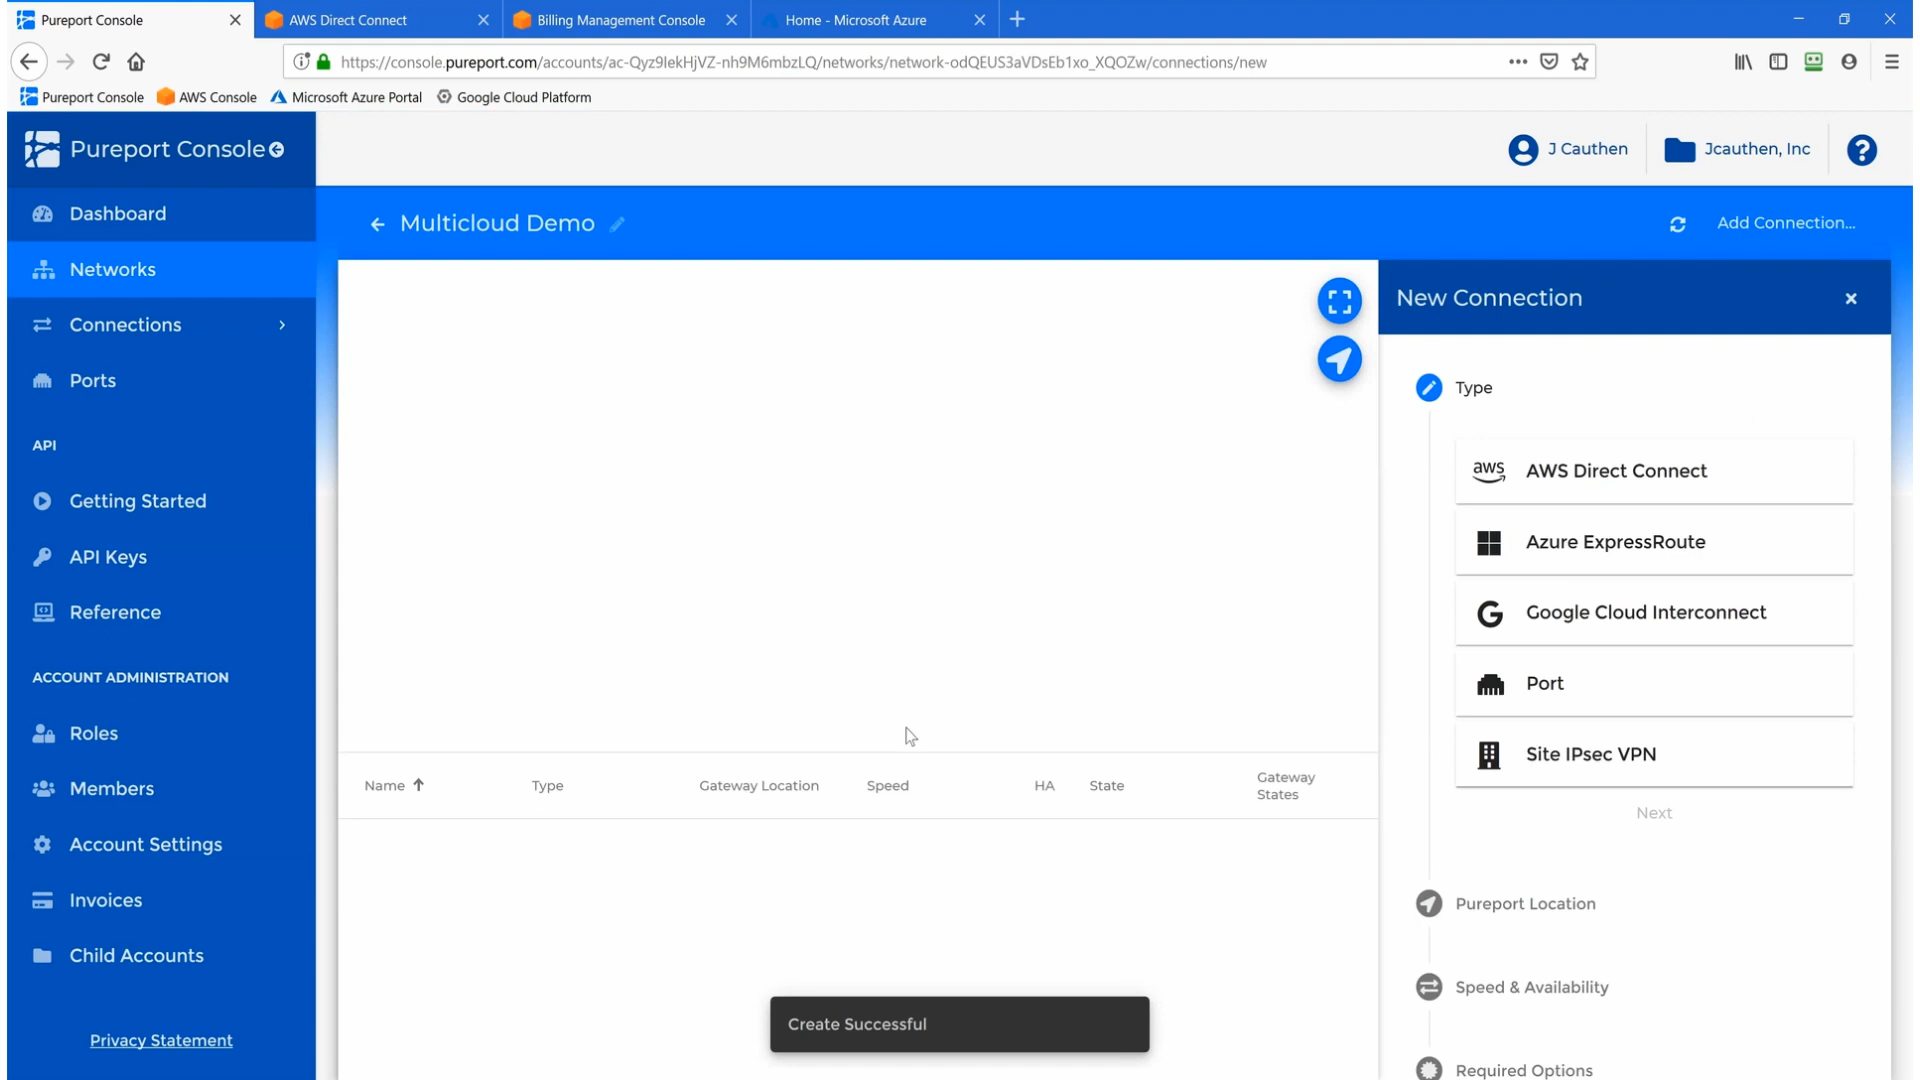 Pureport Console
AWS Direct Connect
Billing Management Console
Home - Microsoft Azure
https://console.pureport.com/accounts/ac-Qyz9lekHjVZ-nh9M6mbzLQ/networks/network-odQEUS3aVDsEb1xo_XQOZw/connections/new
Pureport Console
AWS Console
Microsoft Azure Portal
Google Cloud Platform
Pureport Console
J Cauthen
Jcauthen, Inc
?
Dashboard
Networks
Connections
Ports
API
Getting Started
API Keys
Reference
ACCOUNT ADMINISTRATION
Roles
Members
Account Settings
Invoices
Child Accounts
Privacy Statement
Multicloud Demo
Add Connection...
New Connection
Type
aws
AWS Direct Connect
Azure ExpressRoute
G
Google Cloud Interconnect
Port
Site IPsec VPN
Next
Pureport Location
Speed & Availability
Required Options
Name
Type
Gateway Location
Speed
HA
State
Gateway
States
Create Successful